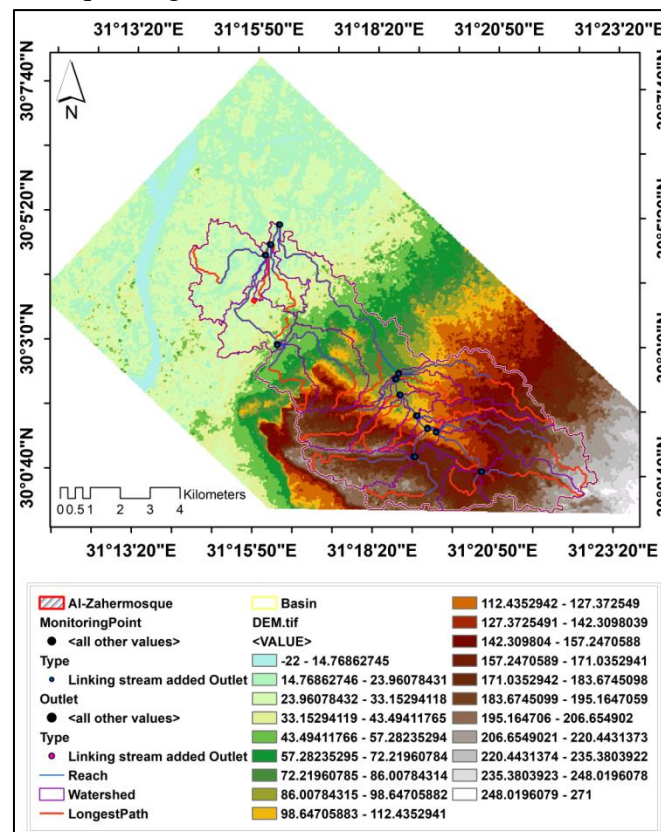 31°13'20"E 31°15'50"E 31°18'20"E 31°20'50"E 31°23'20"E
30°7'40"N
30°5'20"N
30°3'0"N
30°0'40"N
N
Kilometers
0 0.5 1 2 3 4
31°13'20"E 31°15'50"E 31°18'20"E 31°20'50"E 31°23'20"E
Al-Zahermosque
MonitoringPoint
<all other values>
Type
Linking stream added Outlet
Outlet
<all other values>
Type
Linking stream added Outlet
Reach
Watershed
LongestPath
Basin
DEM.tif
<VALUE>
-22 - 14.76862745
14.76862746 - 23.96078431
23.96078432 - 33.15294118
33.15294119 - 43.49411765
43.49411766 - 57.28235294
57.28235295 - 72.21960784
72.21960785 - 86.00784314
86.00784315 - 98.64705882
98.64705883 - 112.4352941
112.4352942 - 127.372549
127.3725491 - 142.3098039
142.309804 - 157.2470588
157.2470589 - 171.0352941
171.0352942 - 183.6745098
183.6745099 - 195.1647059
195.164706 - 206.654902
206.6549021 - 220.4431373
220.4431374 - 235.3803922
235.3803923 - 248.0196078
248.0196079 - 271